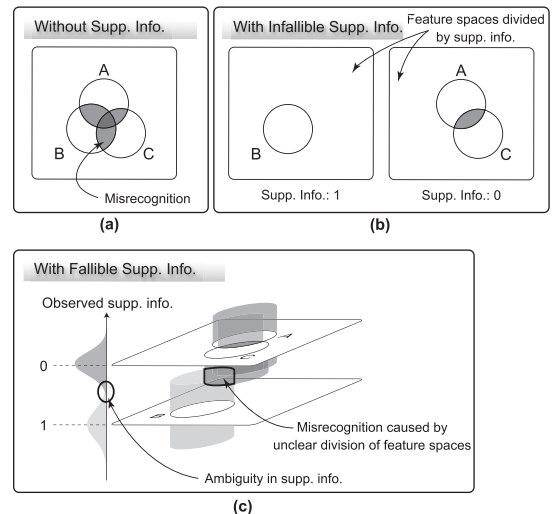 Without Supp. Info.
A
B
C
Misrecognition
(a)
With Infallible Supp. Info.
Feature spaces divided
by supp. info.
B
A
C
Supp. Info.: 1
Supp. Info.: 0
(b)
With Fallible Supp. Info.
Observed supp. info.
0
1
A
C
B
Misrecognition caused by
unclear division of feature spaces
Ambiguity in supp. info.
(c)